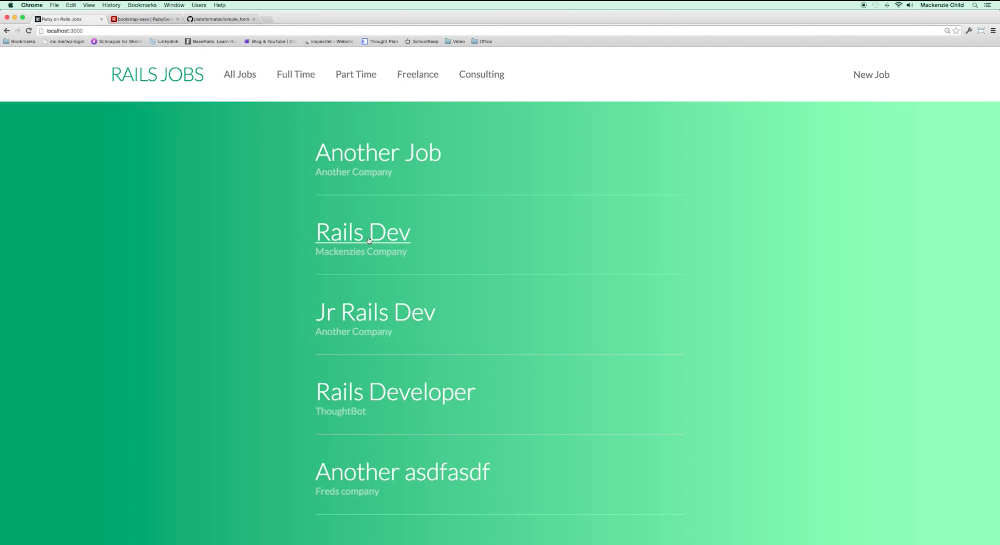 Chrome File Edit View History Bookmarks Window Users Help Mackenzie Child
Ruby on Rails Jobs bootstrap-sass | RubyGem plataformatec/simple_form
localhost:3000
Bookmarks mc.me/wp-login Schnapps for Sketch Linkydink BaseRails: Learn Ru Blog & YouTube | Sta Inspectlet - Website Thought Plan SchoolKeep Video Office
RAILS JOBS All Jobs Full Time Part Time Freelance Consulting New Job
Another Job
Another Company
Rails Dev
Mackenzies Company
Jr Rails Dev
Another Company
Rails Developer
ThoughtBot
Another asdfasdf
Freds company